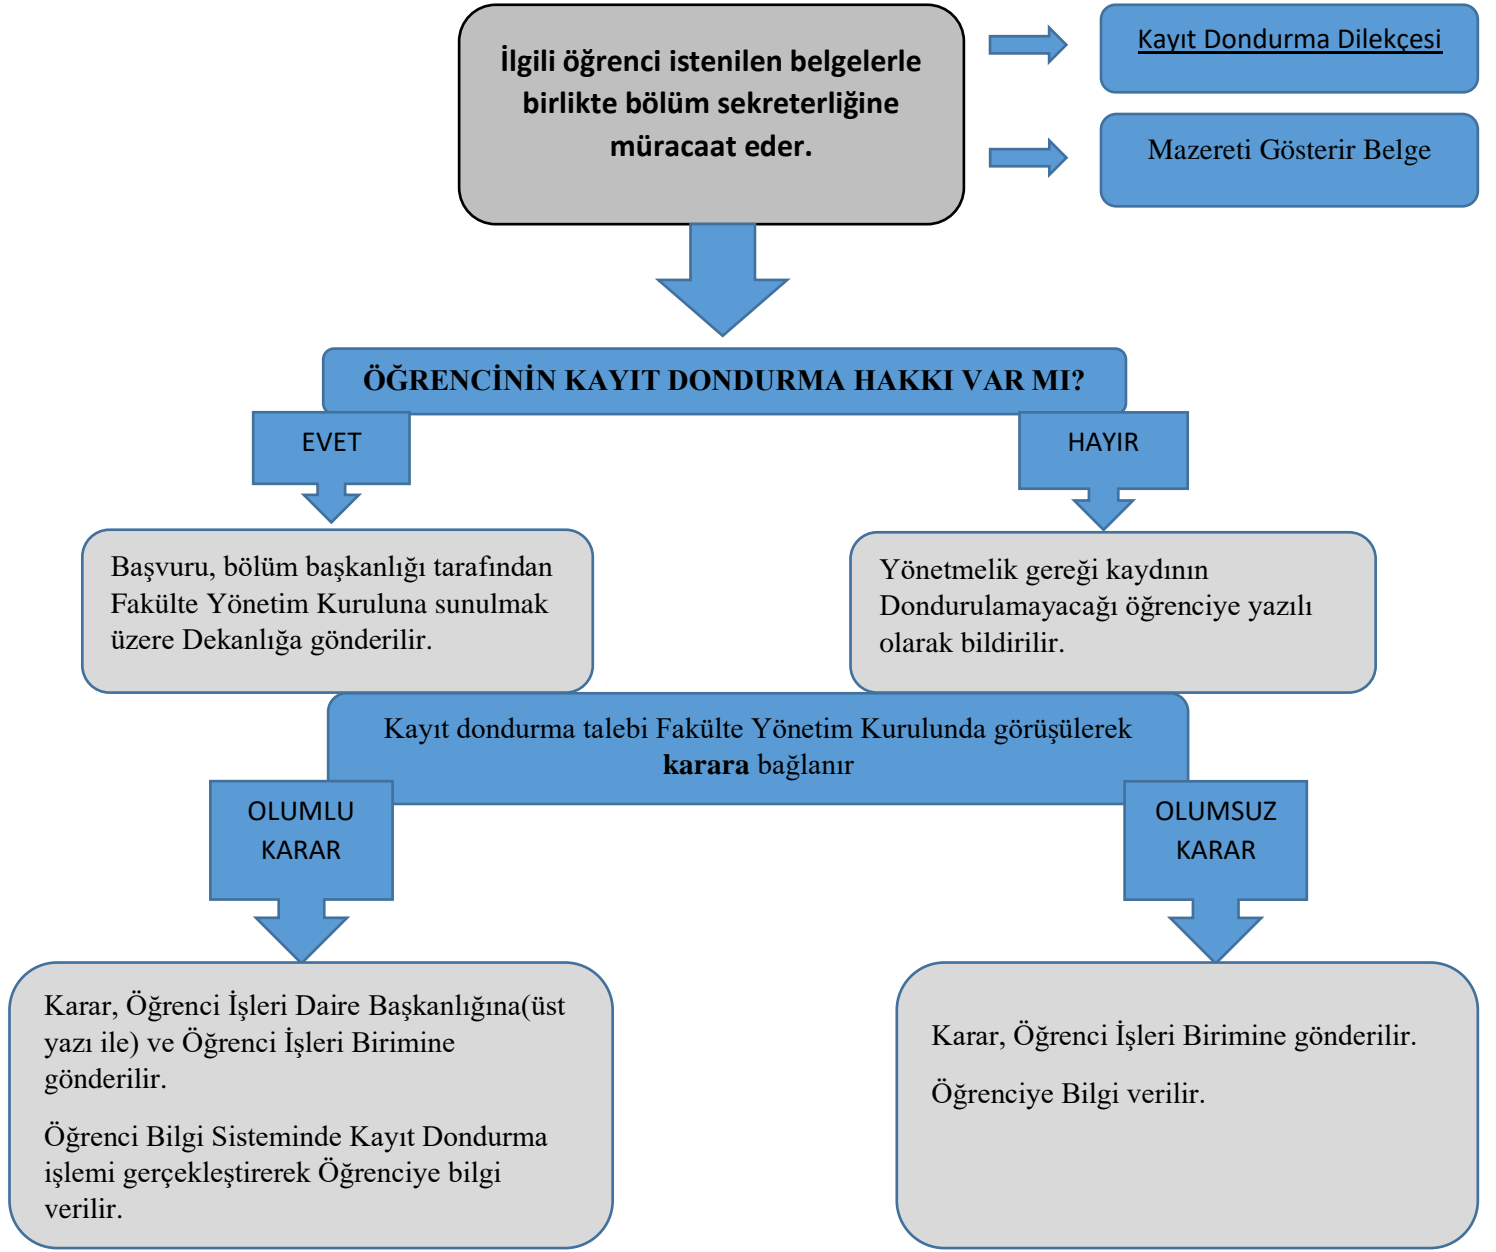 İlgili öğrenci istenilen belgelerle
birlikte bölüm sekreterliğine
müracaat eder.
Kayıt Dondurma Dilekçesi
Mazereti Gösterir Belge
ÖĞRENCİNİN KAYIT DONDURMA HAKKI VAR MI?
EVET
HAYIR
Başvuru, bölüm başkanlığı tarafından
Fakülte Yönetim Kuruluna sunulmak
üzere Dekanlığa gönderilir.
Yönetmelik gereği kaydının
Dondurulamayacağı öğrenciye yazılı
olarak bildirilir.
Kayıt dondurma talebi Fakülte Yönetim Kurulunda görüşülerek
karara bağlanır
OLUMLU
KARAR
OLUMSUZ
KARAR
Karar, Öğrenci İşleri Daire Başkanlığına(üst
yazı ile) ve Öğrenci İşleri Birimine
gönderilir.
Öğrenci Bilgi Sisteminde Kayıt Dondurma
işlemi gerçekleştirerek Öğrenciye bilgi
verilir.
Karar, Öğrenci İşleri Birimine gönderilir.
Öğrenciye Bilgi verilir.